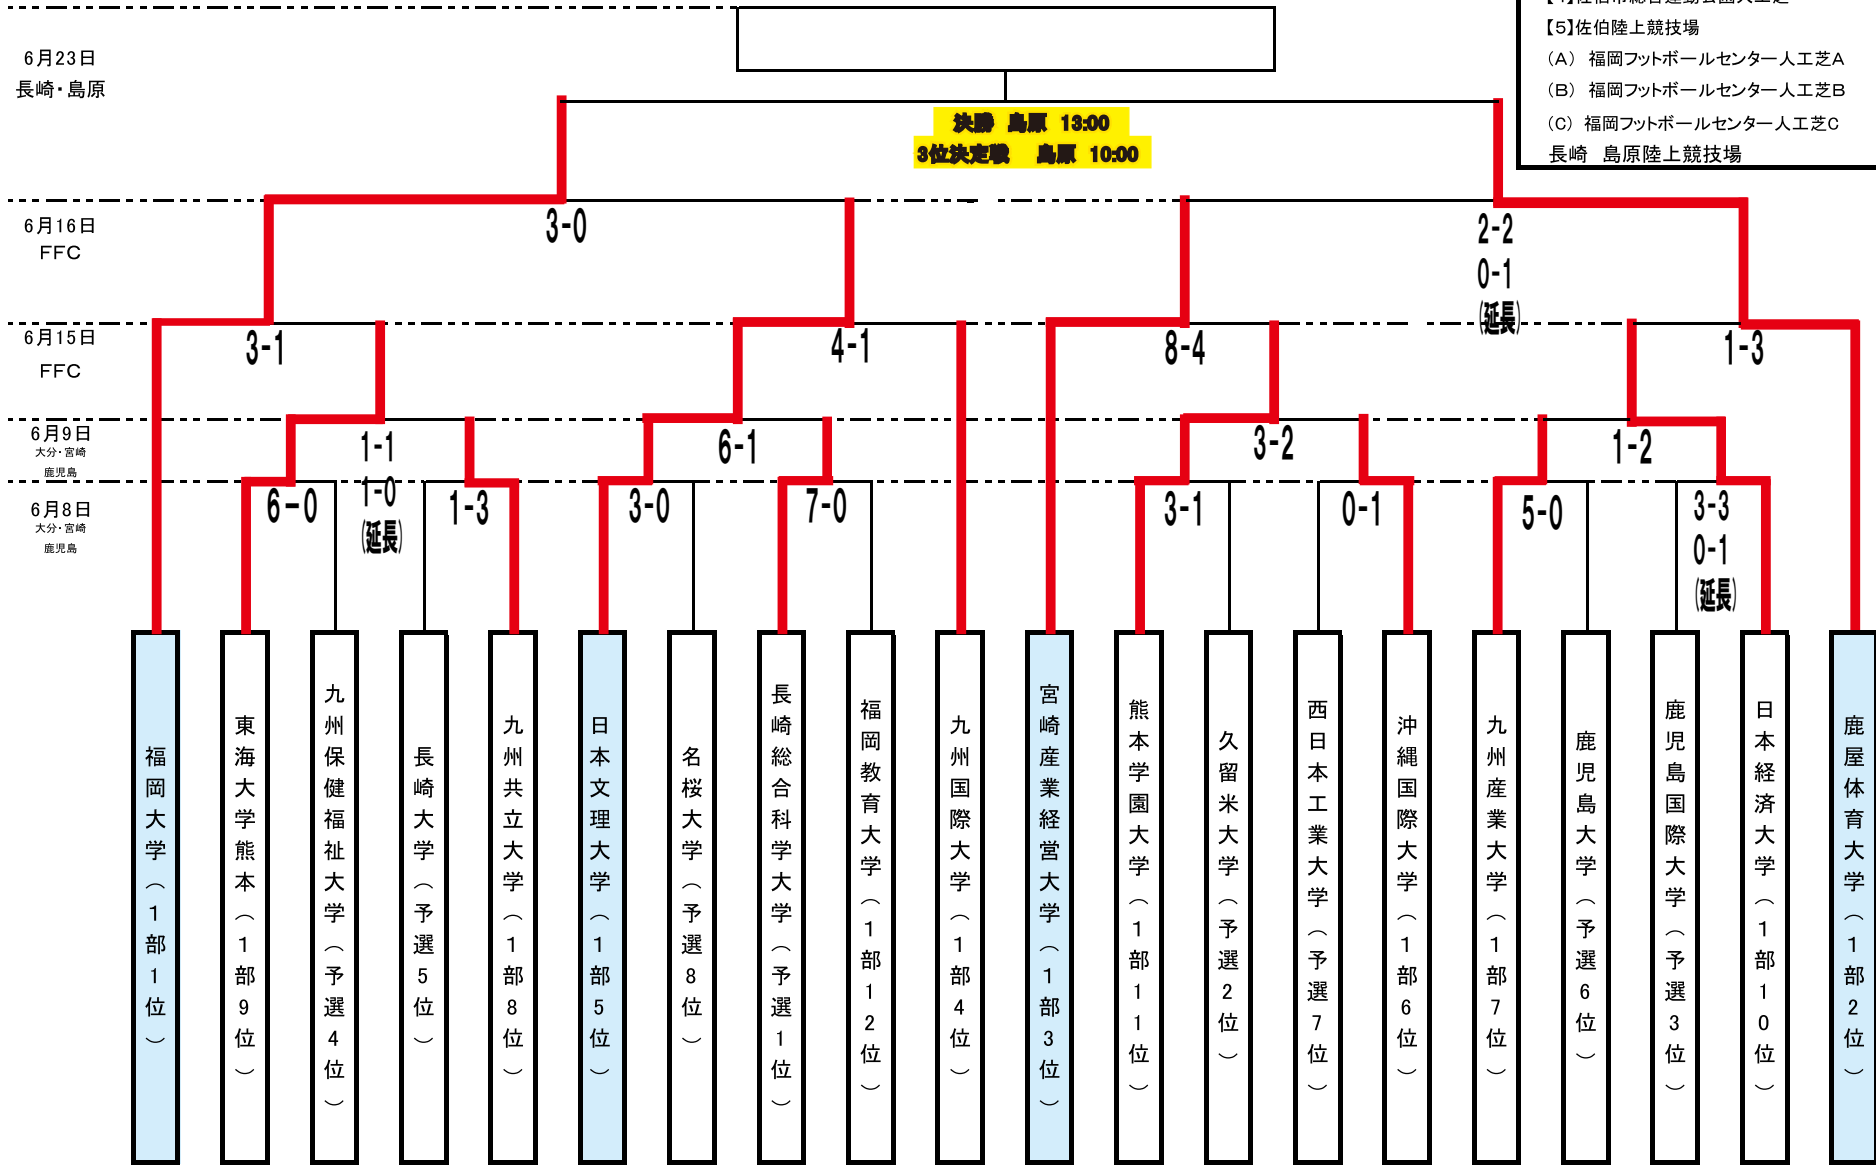 【5】佐伯陸上競技場
(A) 福岡フットボールセンター人工芝A
(B) 福岡フットボールセンター人工芝B
(C) 福岡フットボールセンター人工芝C
長崎 島原陸上競技場
6月23日
長崎・島原
決勝 島原 13:00
3位決定戦 島原 10:00
6月16日
FFC
3-0
2-2
0-1
(延長)
6月15日
FFC
3-1
4-1
8-4
1-3
6月9日
大分・宮崎
鹿児島
1-1
1-0
(延長)
6-1
3-2
1-2
6月8日
大分・宮崎
鹿児島
6-0
1-3
3-0
7-0
3-1
0-1
5-0
3-3
0-1
(延長)
福岡大学(1部1位)
東海大学熊本(1部9位)
九州保健福祉大学(予選4位)
長崎大学(予選5位)
九州共立大学(1部8位)
日本文理大学(1部5位)
名桜大学(予選8位)
長崎総合科学大学(予選1位)
福岡教育大学(1部12位)
九州国際大学(1部4位)
宮崎産業経営大学(1部3位)
熊本学園大学(1部11位)
久留米大学(予選2位)
西日本工業大学(予選7位)
沖縄国際大学(1部6位)
九州産業大学(1部7位)
鹿児島大学(予選6位)
鹿児島国際大学(予選3位)
日本経済大学(1部10位)
鹿屋体育大学(1部2位)